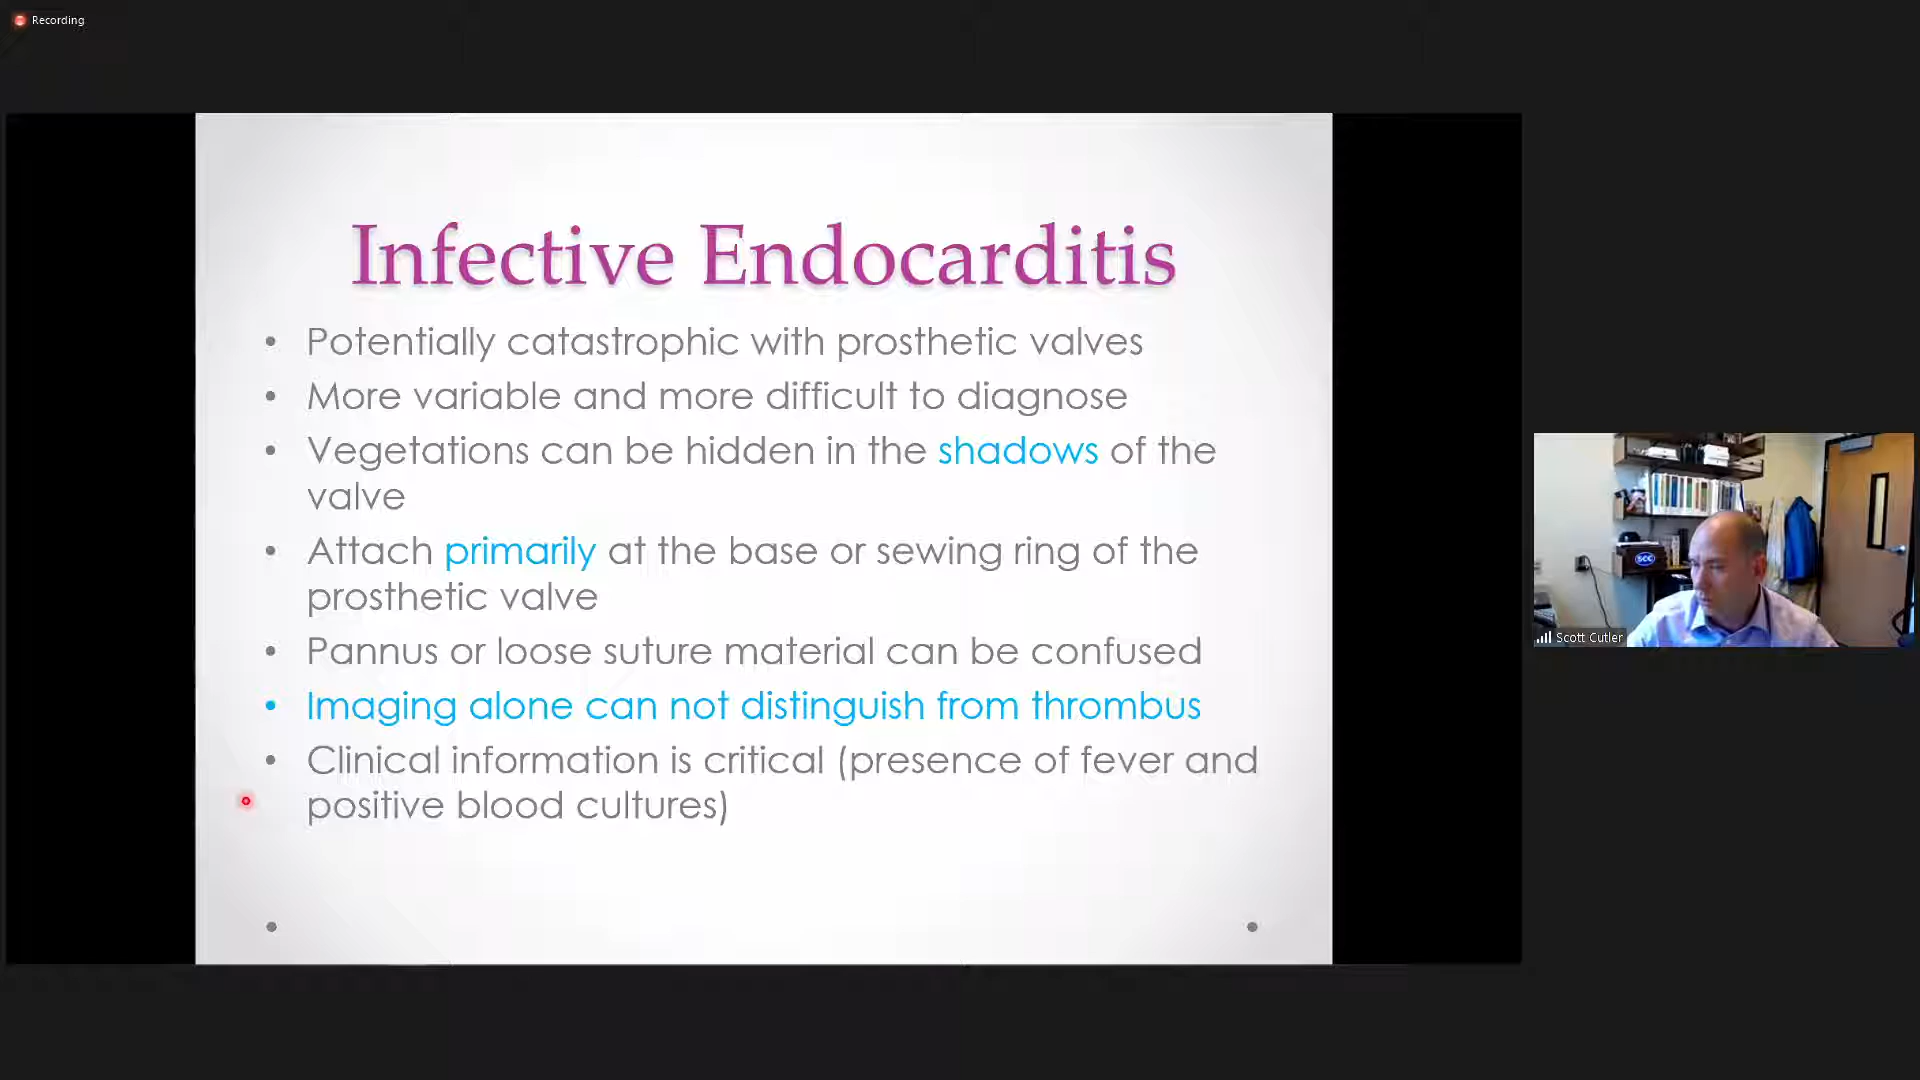 Recording
Infective Endocarditis
• Potentially catastrophic with prosthetic valves
• More variable and more difficult to diagnose
• Vegetations can be hidden in the shadows of the
valve
• Attach primarily at the base or sewing ring of the
prosthetic valve
• Pannus or loose suture material can be confused
• Imaging alone can not distinguish from thrombus
• Clinical information is critical (presence of fever and
positive blood cultures)
SCC
Scott Cutler